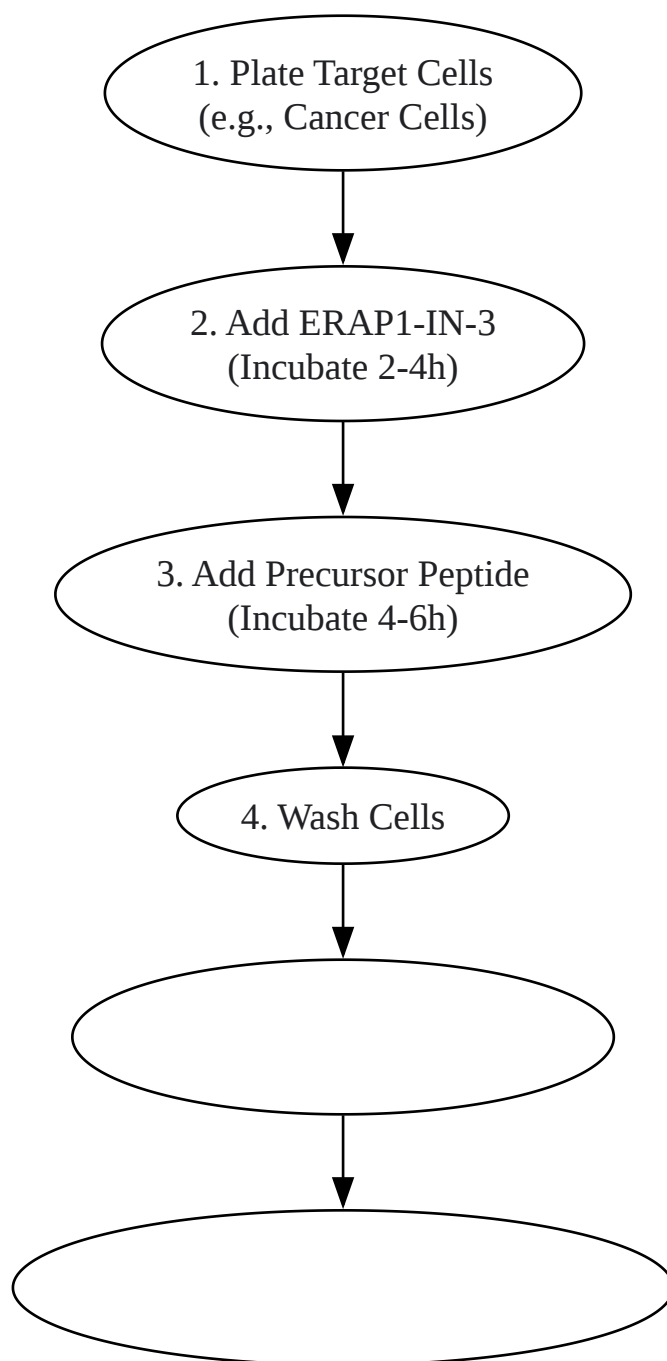 1. Plate Target Cells
(e.g., Cancer Cells)
2. Add ERAP1-IN-3
(Incubate 2-4h)
3. Add Precursor Peptide
(Incubate 4-6h)
4. Wash Cells